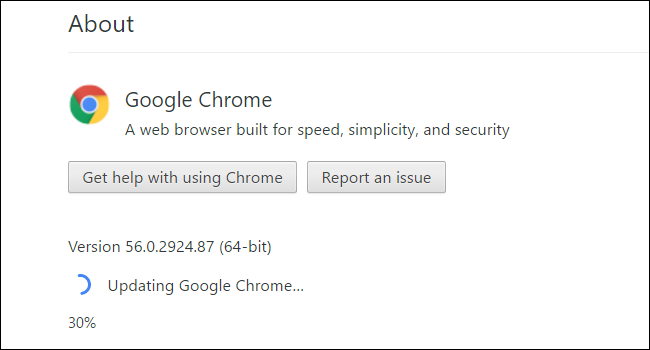 About
Google Chrome
A web browser built for speed, simplicity, and security
Get help with using Chrome Report an issue
Version 56.0.2924.87 (64-bit)
Updating Google Chrome...
30%